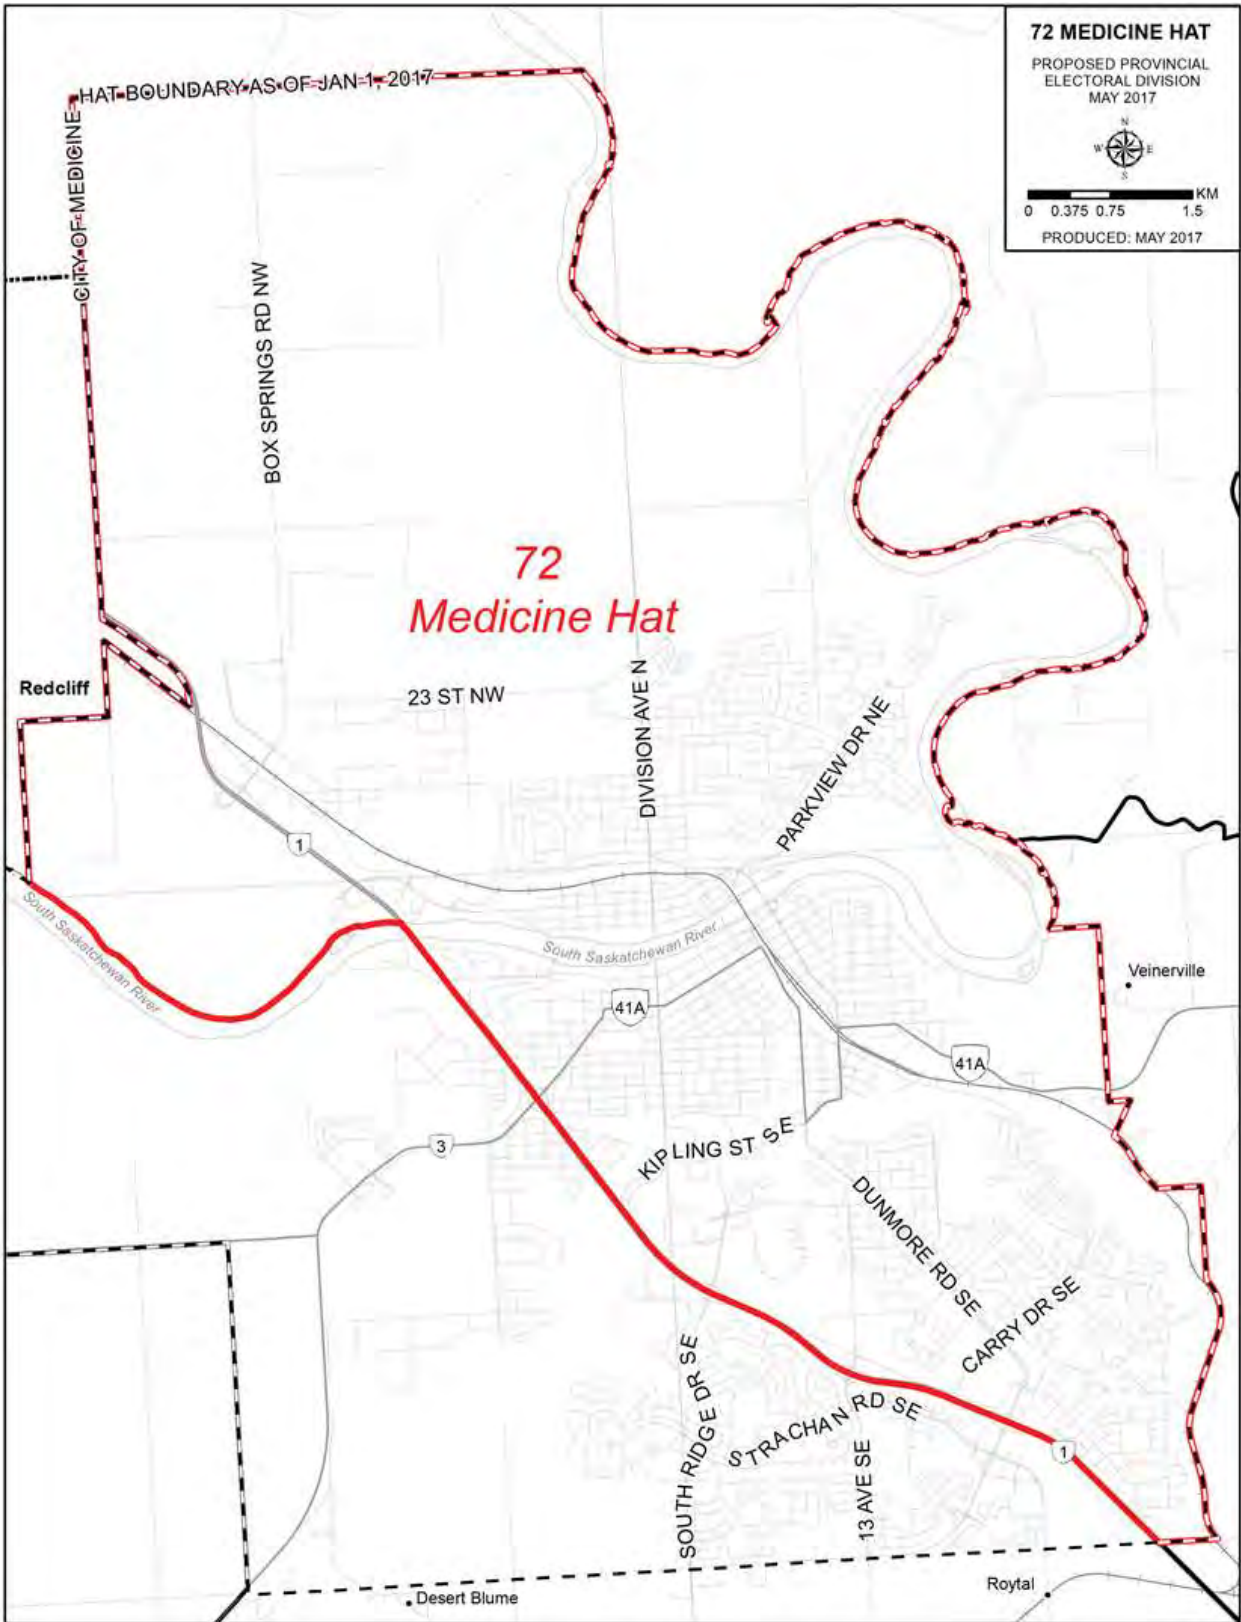 72 MEDICINE HAT
PROPOSED PROVINCIAL
ELECTORAL DIVISION
MAY 2017
N
W E
S
KM
0 0.375 0.75 1.5
PRODUCED: MAY 2017
CITY OF MEDICINE HAT BOUNDARY AS OF JAN 1, 2017
BOX SPRINGS RD NW
72
Medicine Hat
Redcliff
23 ST NW
DIVISION AVE N
PARKVIEW DR NE
1
South Saskatchewan River
South Saskatchewan River
Veinerville
41A
41A
3
KIPLING ST SE
DUNMORE RD SE
CARRY DR SE
SOUTH RIDGE DR SE
STRACHAN RD SE
13 AVE SE
1
Desert Blume
Roytal